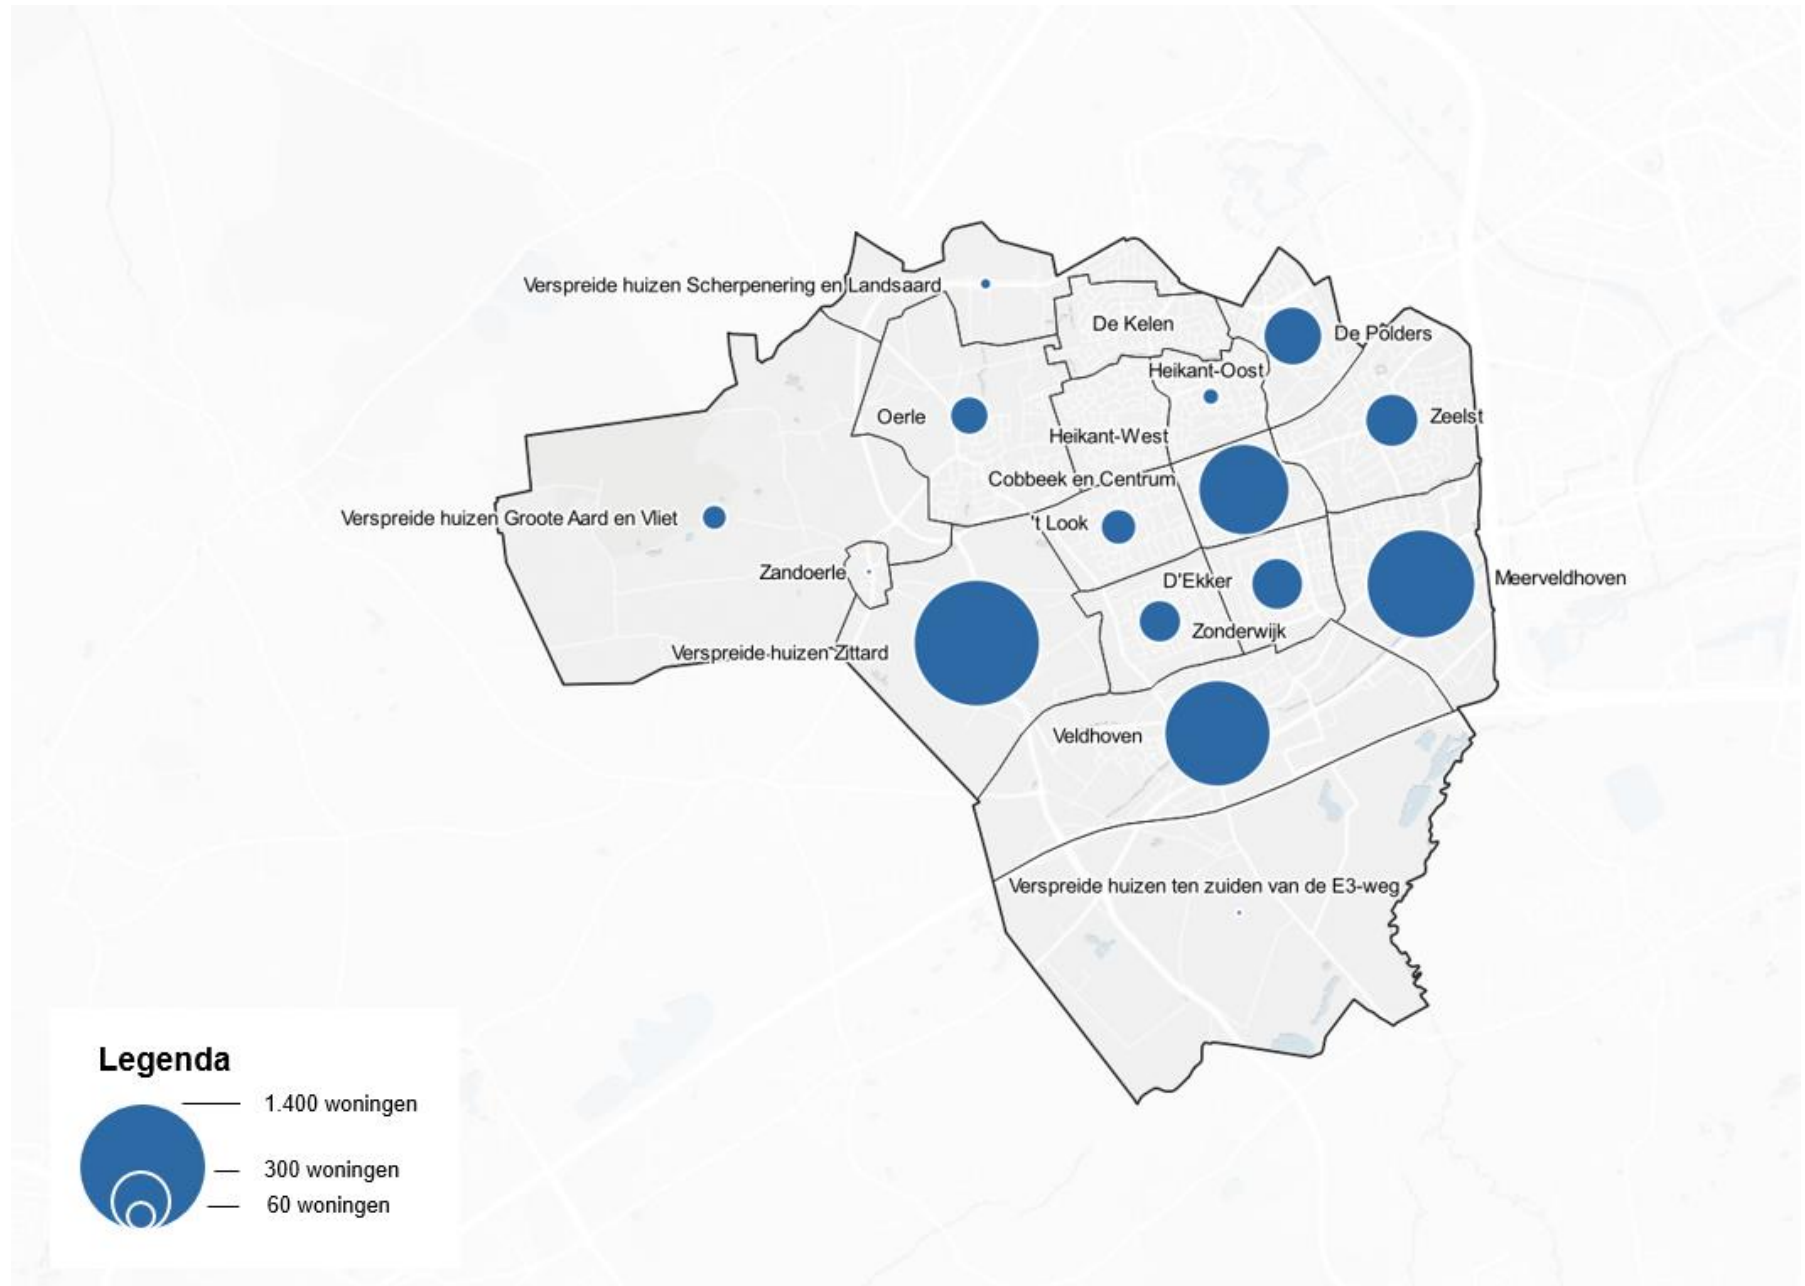 Verspreide huizen Scherpenering en Landsaard
De Kelen
De Polders
Heikant-Oost
Oerle
Zeelst
Heikant-West
Cobbeek en Centrum
Verspreide huizen Groote Aard en Vliet
't Look
Zandoerle
D'Ekker
Meerveldhoven
Zonderwijk
Verspreide huizen Zittard
Veldhoven
Verspreide huizen ten zuiden van de E3-weg
Legenda
1.400 woningen
300 woningen
60 woningen